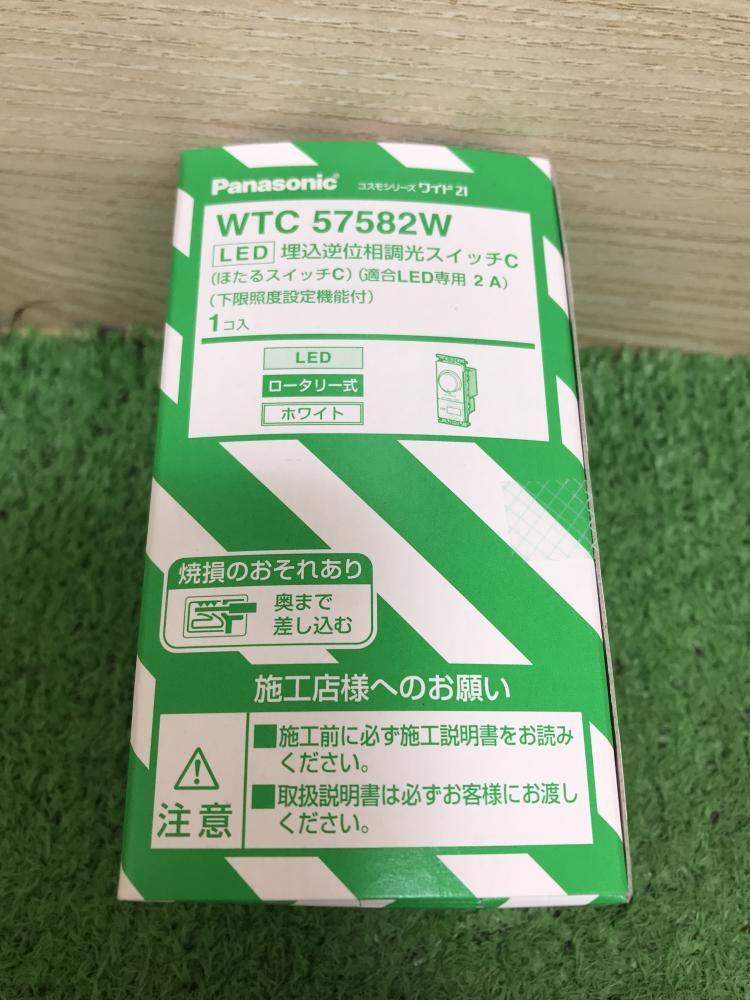 Panasonic コスモシリーズ ワイド21
WTC 57582W
LED 埋込逆位相調光スイッチC
(ほたるスイッチC)(適合LED専用 2 A)
(下限照度設定機能付)
1コ入
LED
ロータリー式
ホワイト
焼損のおそれあり
奥まで
差し込む
施工店様へのお願い
注意
■施工前に必ず施工説明書をお読み
ください。
■取扱説明書は必ずお客様にお渡し
ください。